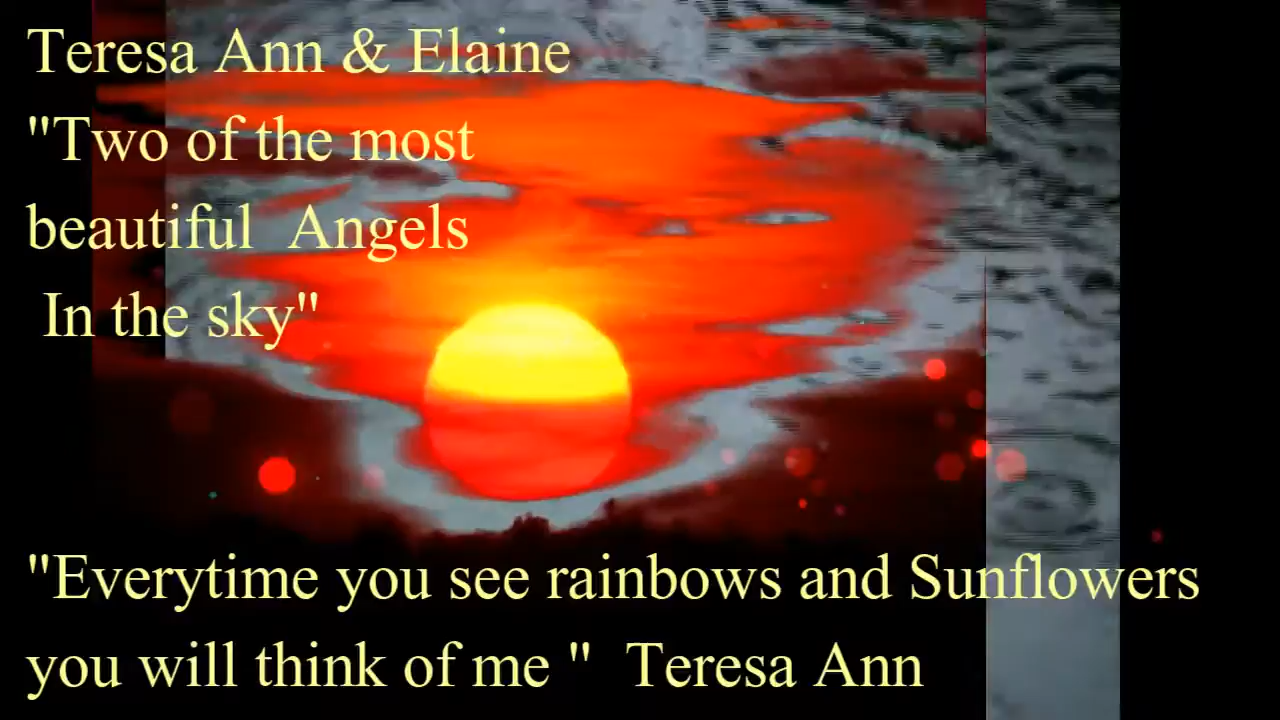 Teresa Ann & Elaine
"Two of the most
beautiful  Angels
In the sky"
"Everytime you see rainbows and Sunflowers
you will think of me "  Teresa Ann